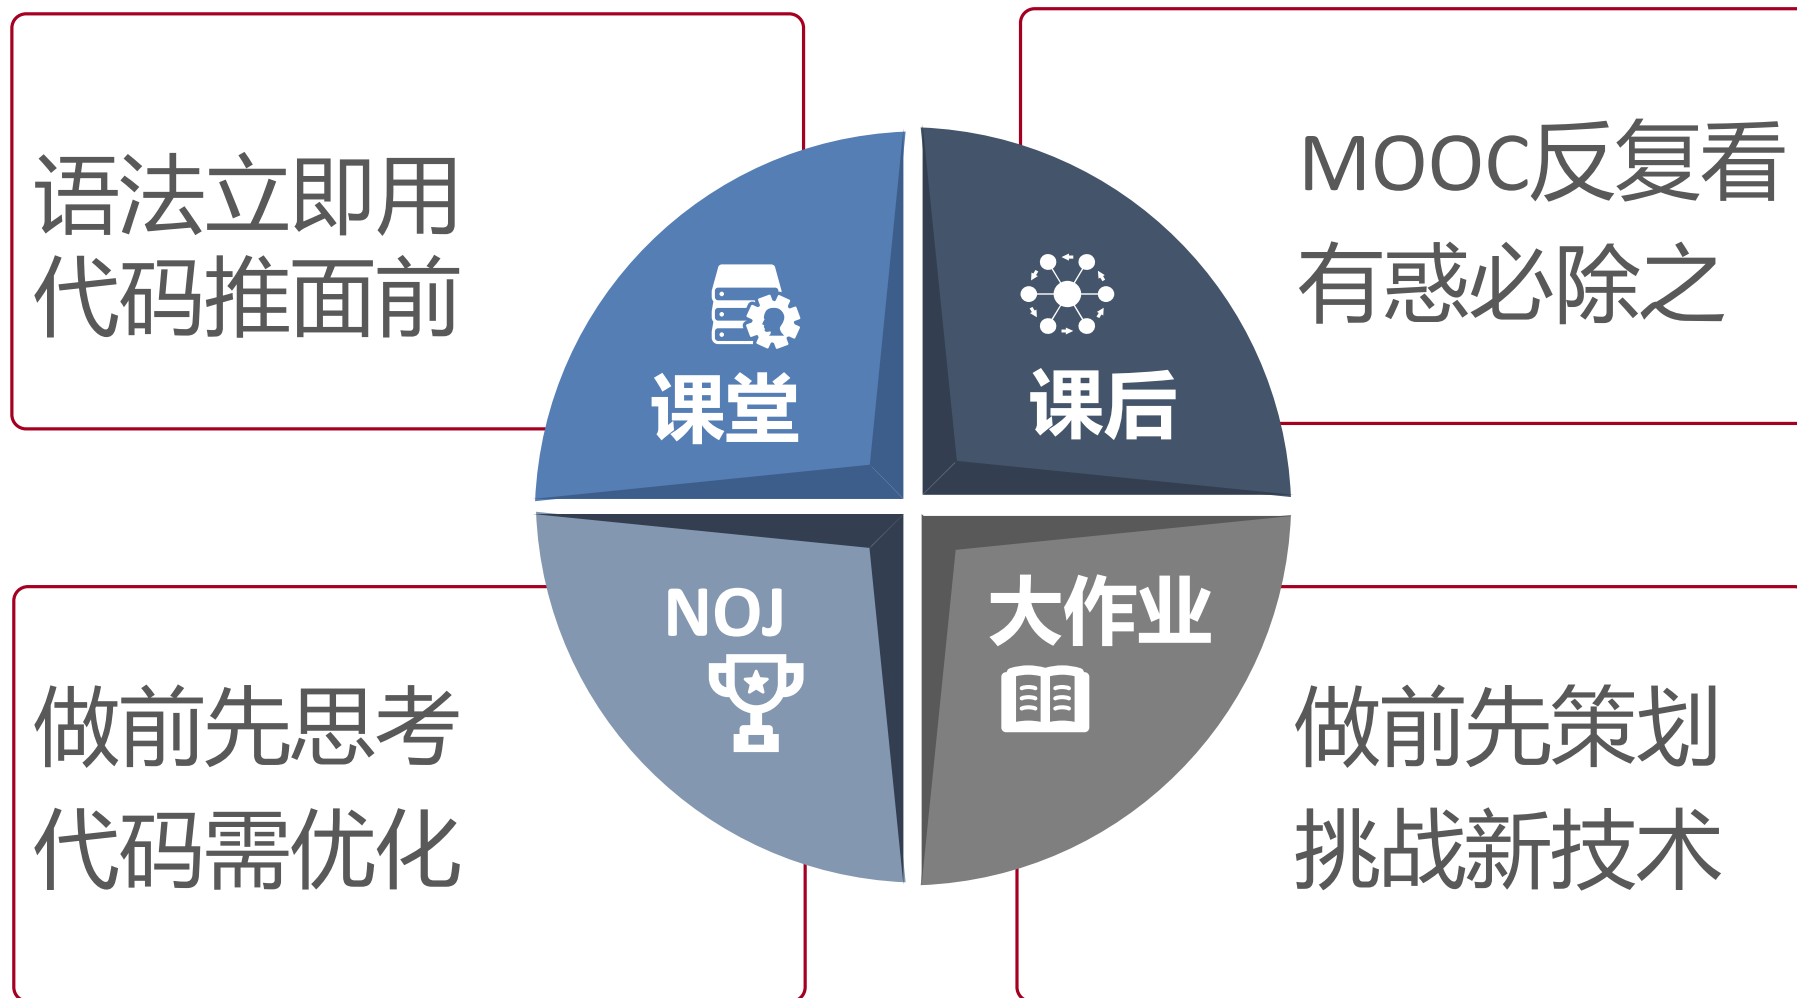 语法立即用
代码推面前
课堂
MOOC反复看
有惑必除之
课后
NOJ
做前先思考
代码需优化
大作业
做前先策划
挑战新技术